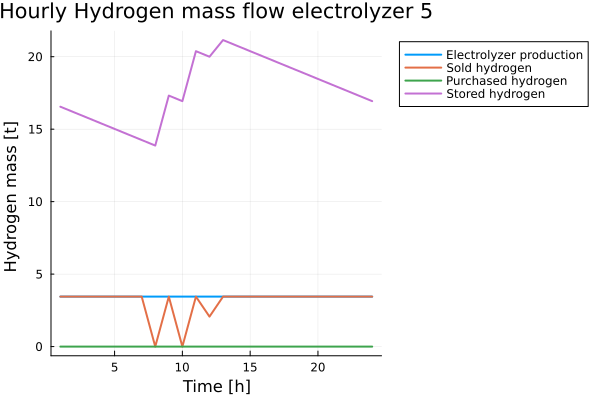 Hourly Hydrogen mass flow electrolyzer 5
Electrolyzer production
Sold hydrogen
Purchased hydrogen
Stored hydrogen
Hydrogen mass [t]
20
15
10
5
0
5 10 15 20
Time [h]